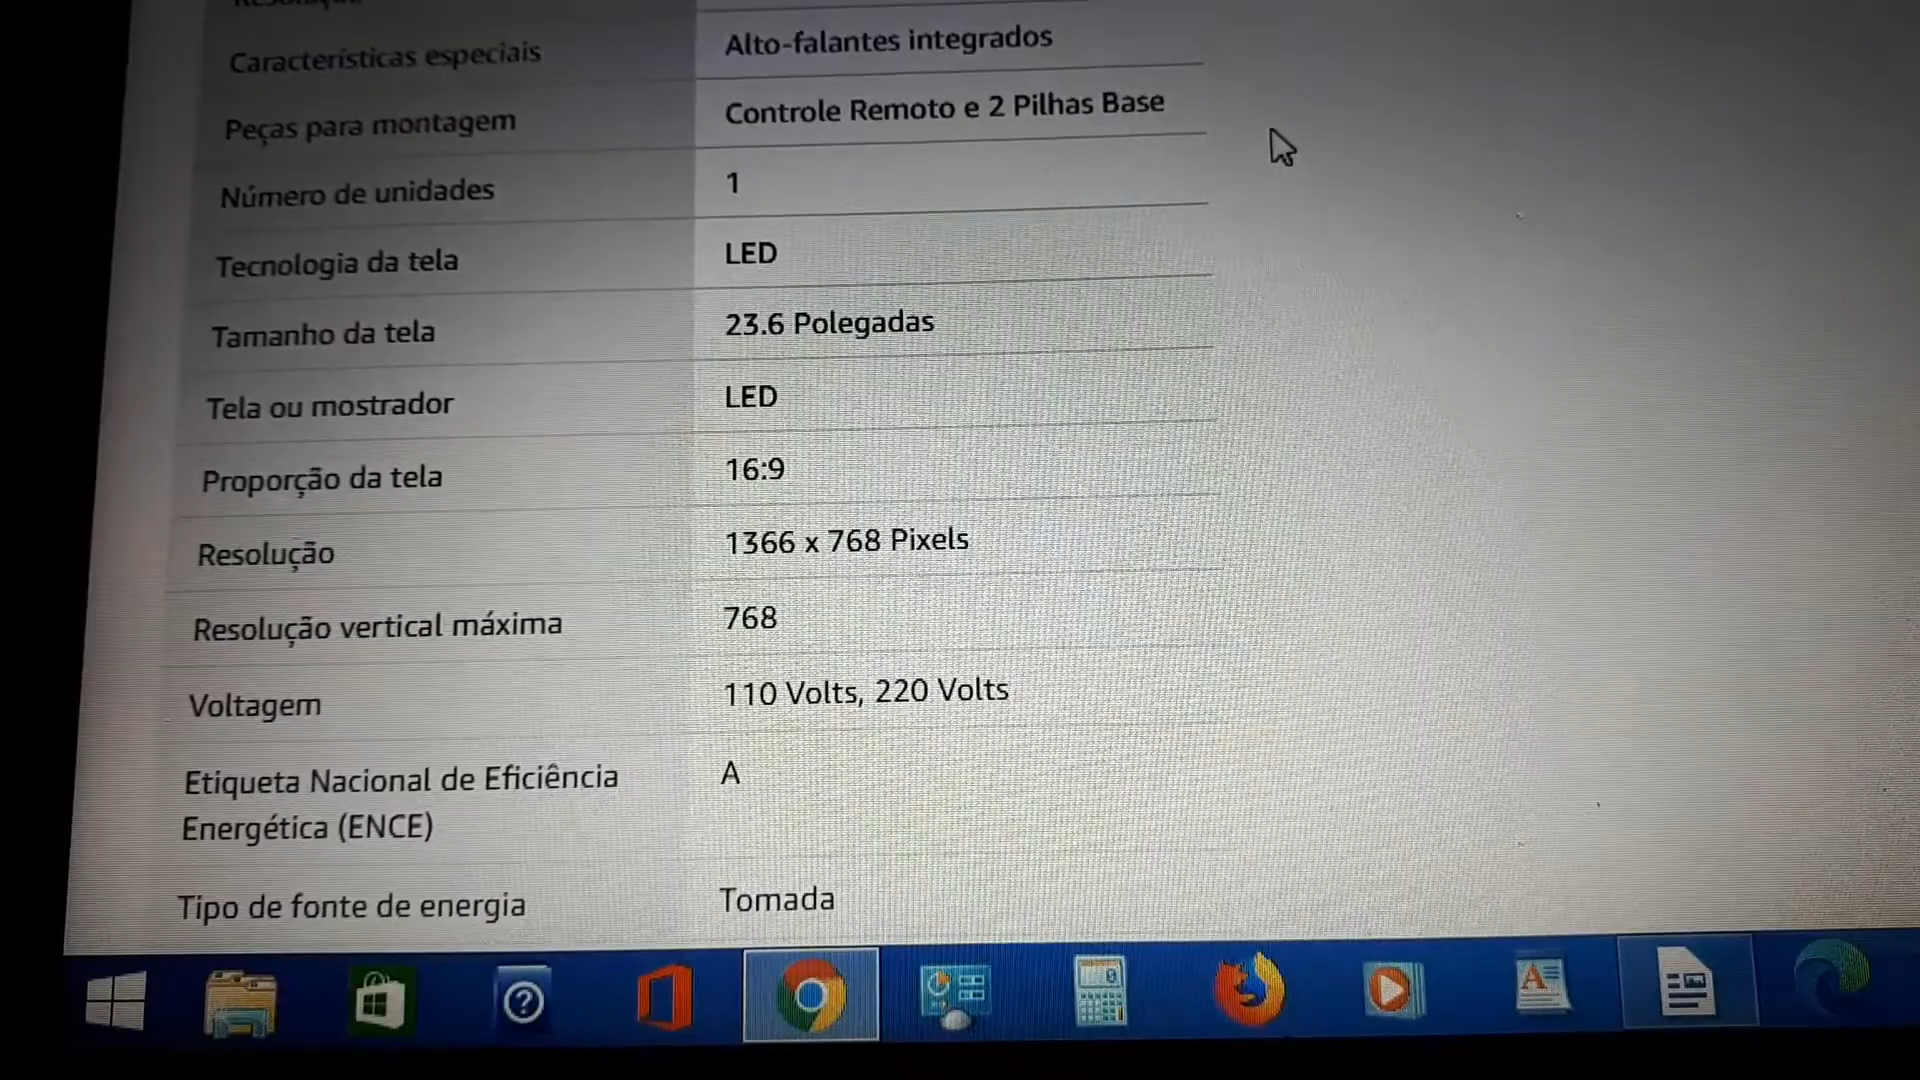 Características especiais
Alto-falantes integrados
Peças para montagem
Controle Remoto e 2 Pilhas Base
Número de unidades
1
Tecnologia da tela
LED
Tamanho da tela
23.6 Polegadas
Tela ou mostrador
LED
Proporção da tela
16:9
Resolução
1366 x 768 Pixels
Resolução vertical máxima
768
Voltagem
110 Volts, 220 Volts
Etiqueta Nacional de Eficiência
Energética (ENCE)
A
Tipo de fonte de energia
Tomada